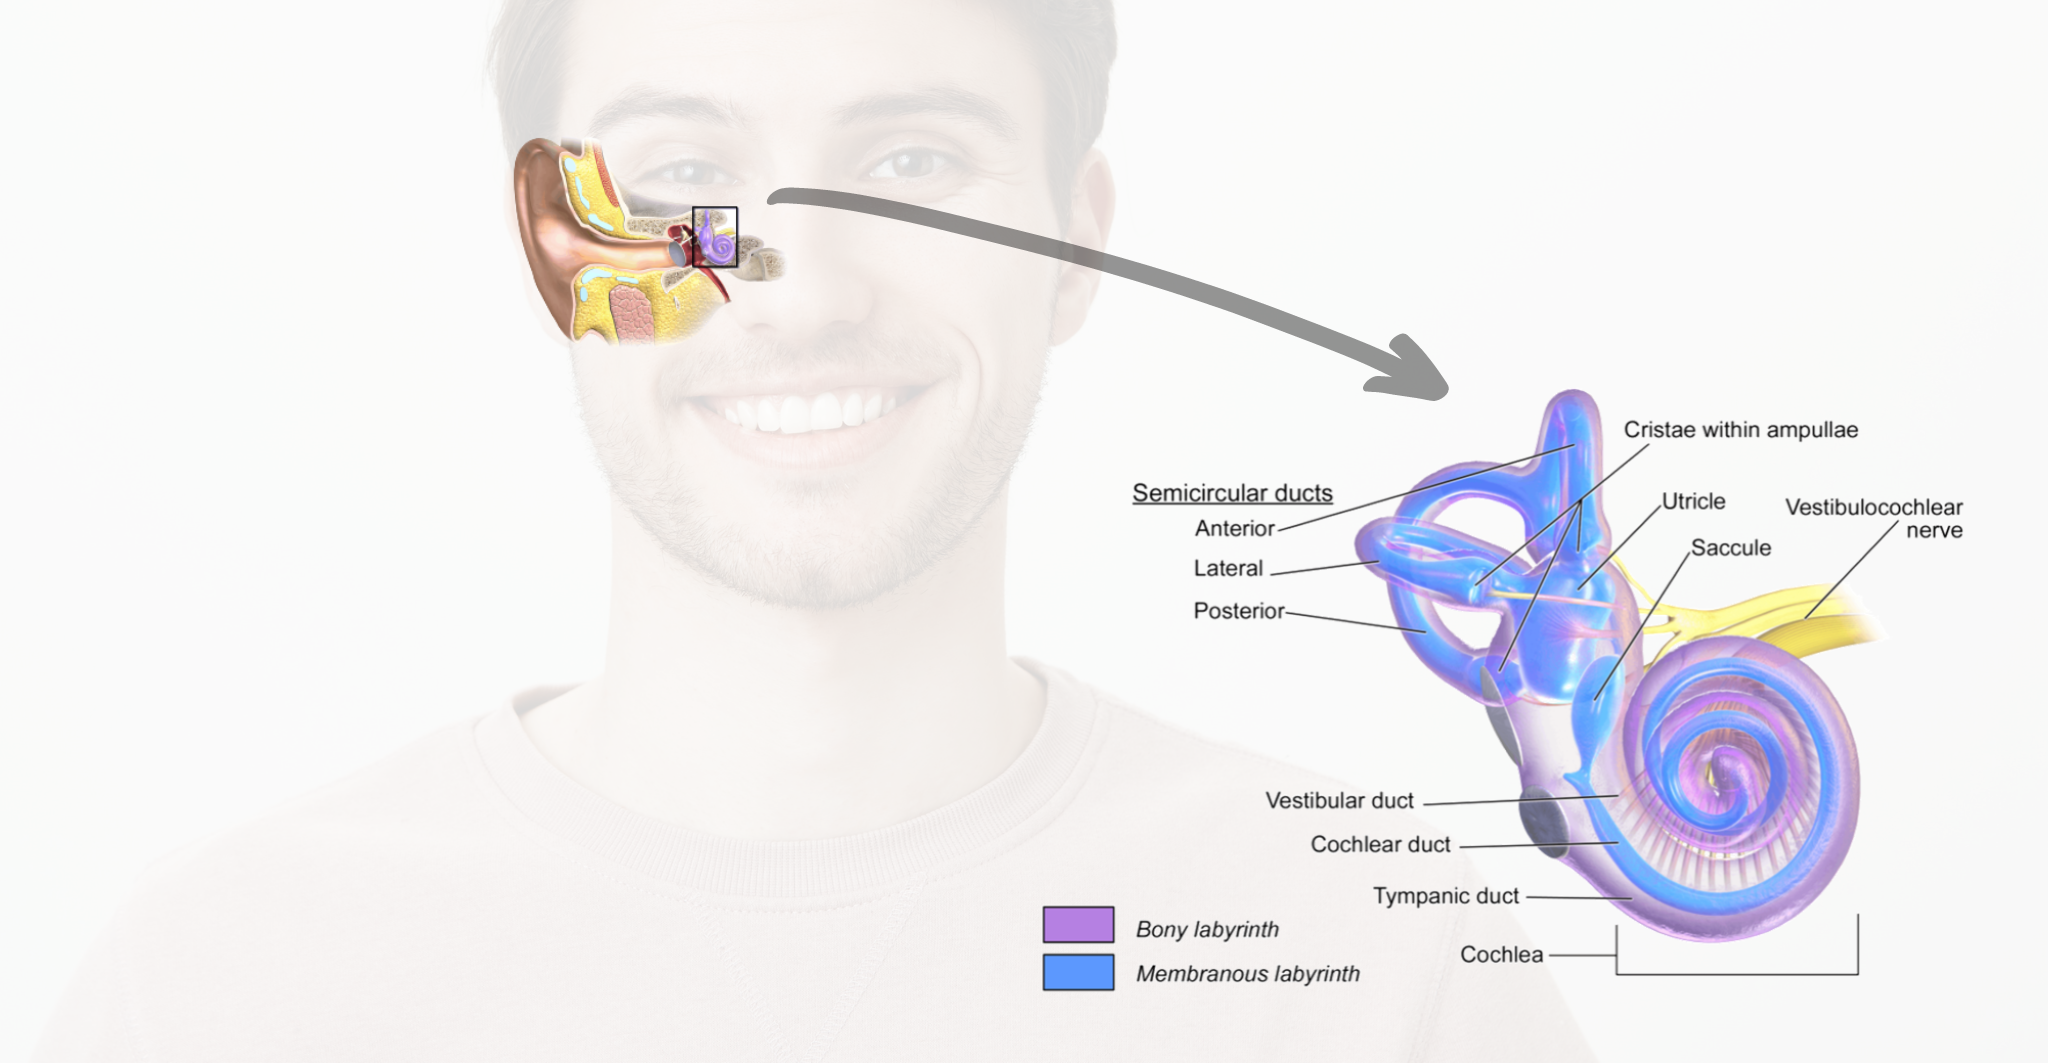 Cristae within ampullae
Semicircular ducts
Anterior
Lateral
Posterior
Utricle
Saccule
Vestibulocochlear
nerve
Vestibular duct
Cochlear duct
Tympanic duct
Cochlea
Bony labyrinth
Membranous labyrinth